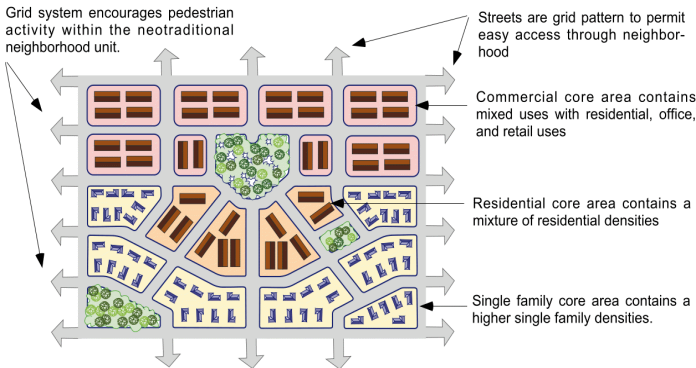 Grid system encourages pedestrian
activity within the neotraditional
neighborhood unit.
Streets are grid pattern to permit
easy access through neighbor-
hood
Commercial core area contains
mixed uses with residential, office,
and retail uses
Residential core area contains a
mixture of residential densities
Single family core area contains a
higher single family densities.